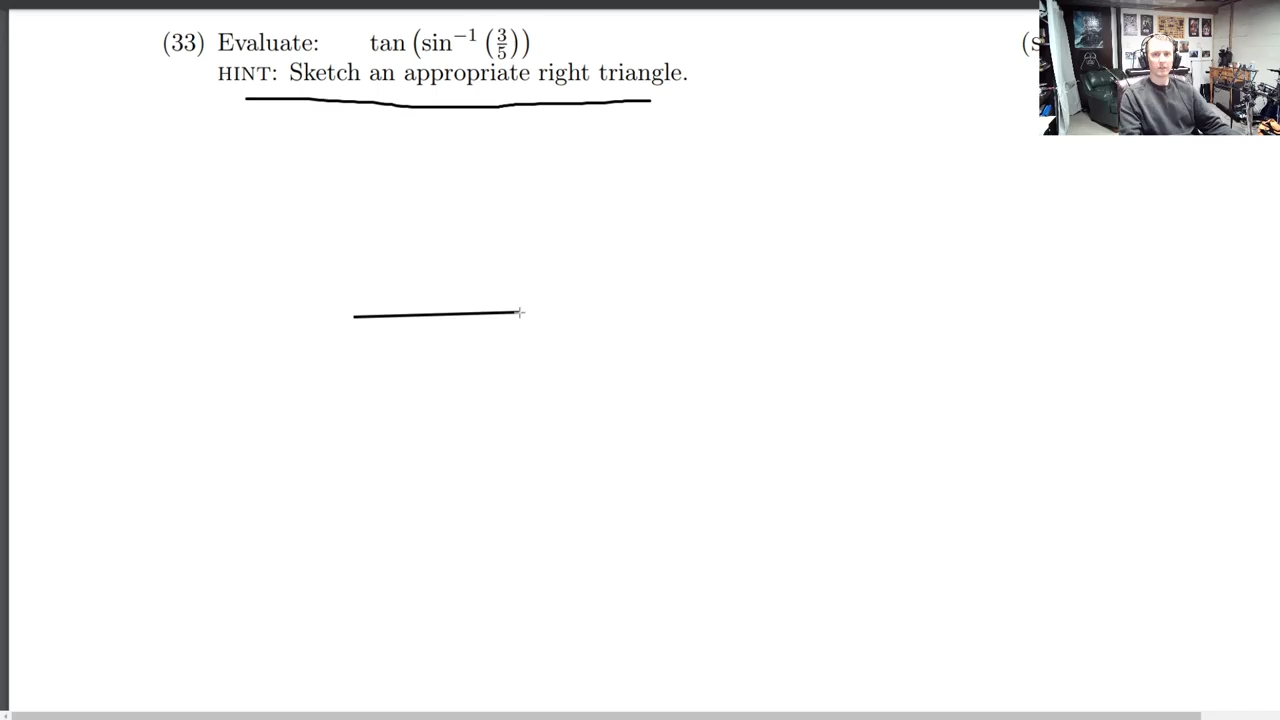 (33) Evaluate: tan (sin⁻¹ (3/5))
HINT: Sketch an appropriate right triangle.